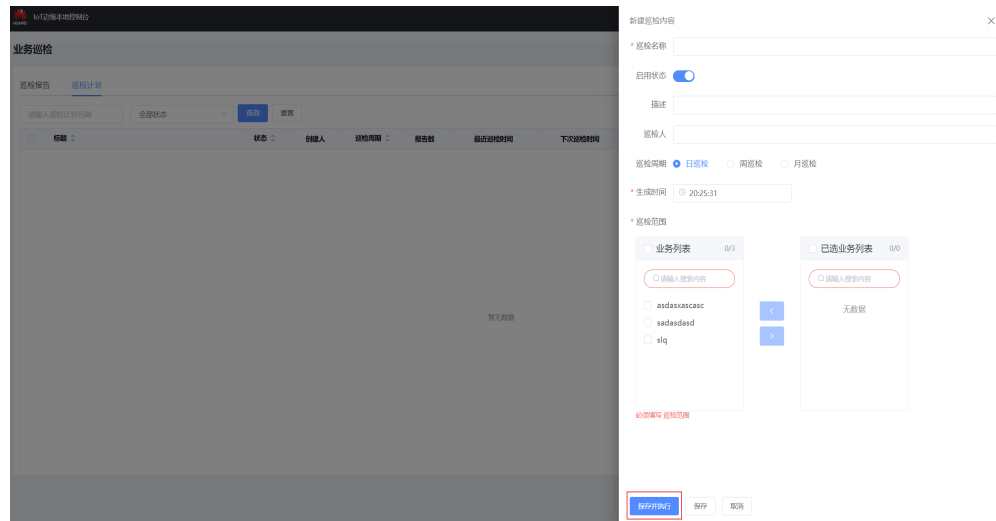 HUAWEI IoT边缘本地控制台
业务巡检
巡检报告 巡检计划
请输入巡检计划名称 全部状态 查询 重置
标题 状态 创建人 巡检周期 报告数 最近巡检时间 下次巡检时间
暂无数据
新建巡检内容
* 巡检名称
启用状态
描述
巡检人
巡检周期 日巡检 周巡检 月巡检
* 生成时间 20:25:31
* 巡检范围
业务列表 0/3
请输入搜索内容
asdasxascasc
sadasdasd
slq
已选业务列表 0/0
请输入搜索内容
无数据
必须填写 巡检范围
保存并执行 保存 取消